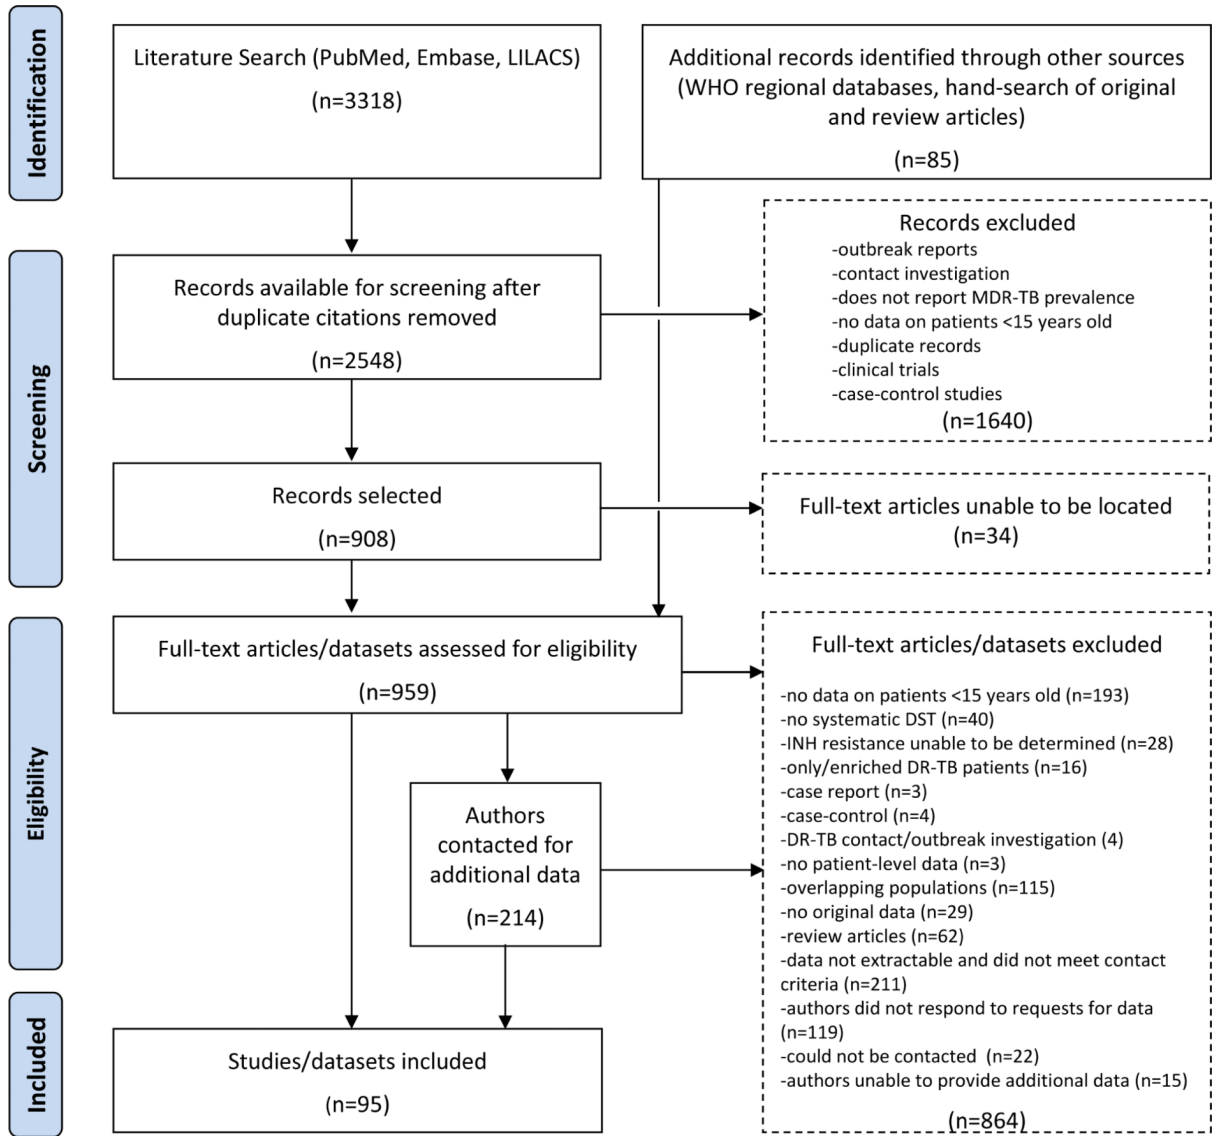 Identification
Literature Search (PubMed, Embase, LILACS)
(n=3318)
Additional records identified through other sources
(WHO regional databases, hand-search of original
and review articles)
(n=85)
Screening
Records available for screening after
duplicate citations removed
(n=2548)
Records excluded
-outbreak reports
-contact investigation
-does not report MDR-TB prevalence
-no data on patients <15 years old
-duplicate records
-clinical trials
-case-control studies
(n=1640)
Records selected
(n=908)
Full-text articles unable to be located
(n=34)
Eligibility
Full-text articles/datasets assessed for eligibility
(n=959)
Authors
contacted for
additional data
(n=214)
Full-text articles/datasets excluded
-no data on patients <15 years old (n=193)
-no systematic DST (n=40)
-INH resistance unable to be determined (n=28)
-only/enriched DR-TB patients (n=16)
-case report (n=3)
-case-control (n=4)
-DR-TB contact/outbreak investigation (4)
-no patient-level data (n=3)
-overlapping populations (n=115)
-no original data (n=29)
-review articles (n=62)
-data not extractable and did not meet contact
criteria (n=211)
-authors did not respond to requests for data
(n=119)
-could not be contacted (n=22)
-authors unable to provide additional data (n=15)
(n=864)
Included
Studies/datasets included
(n=95)